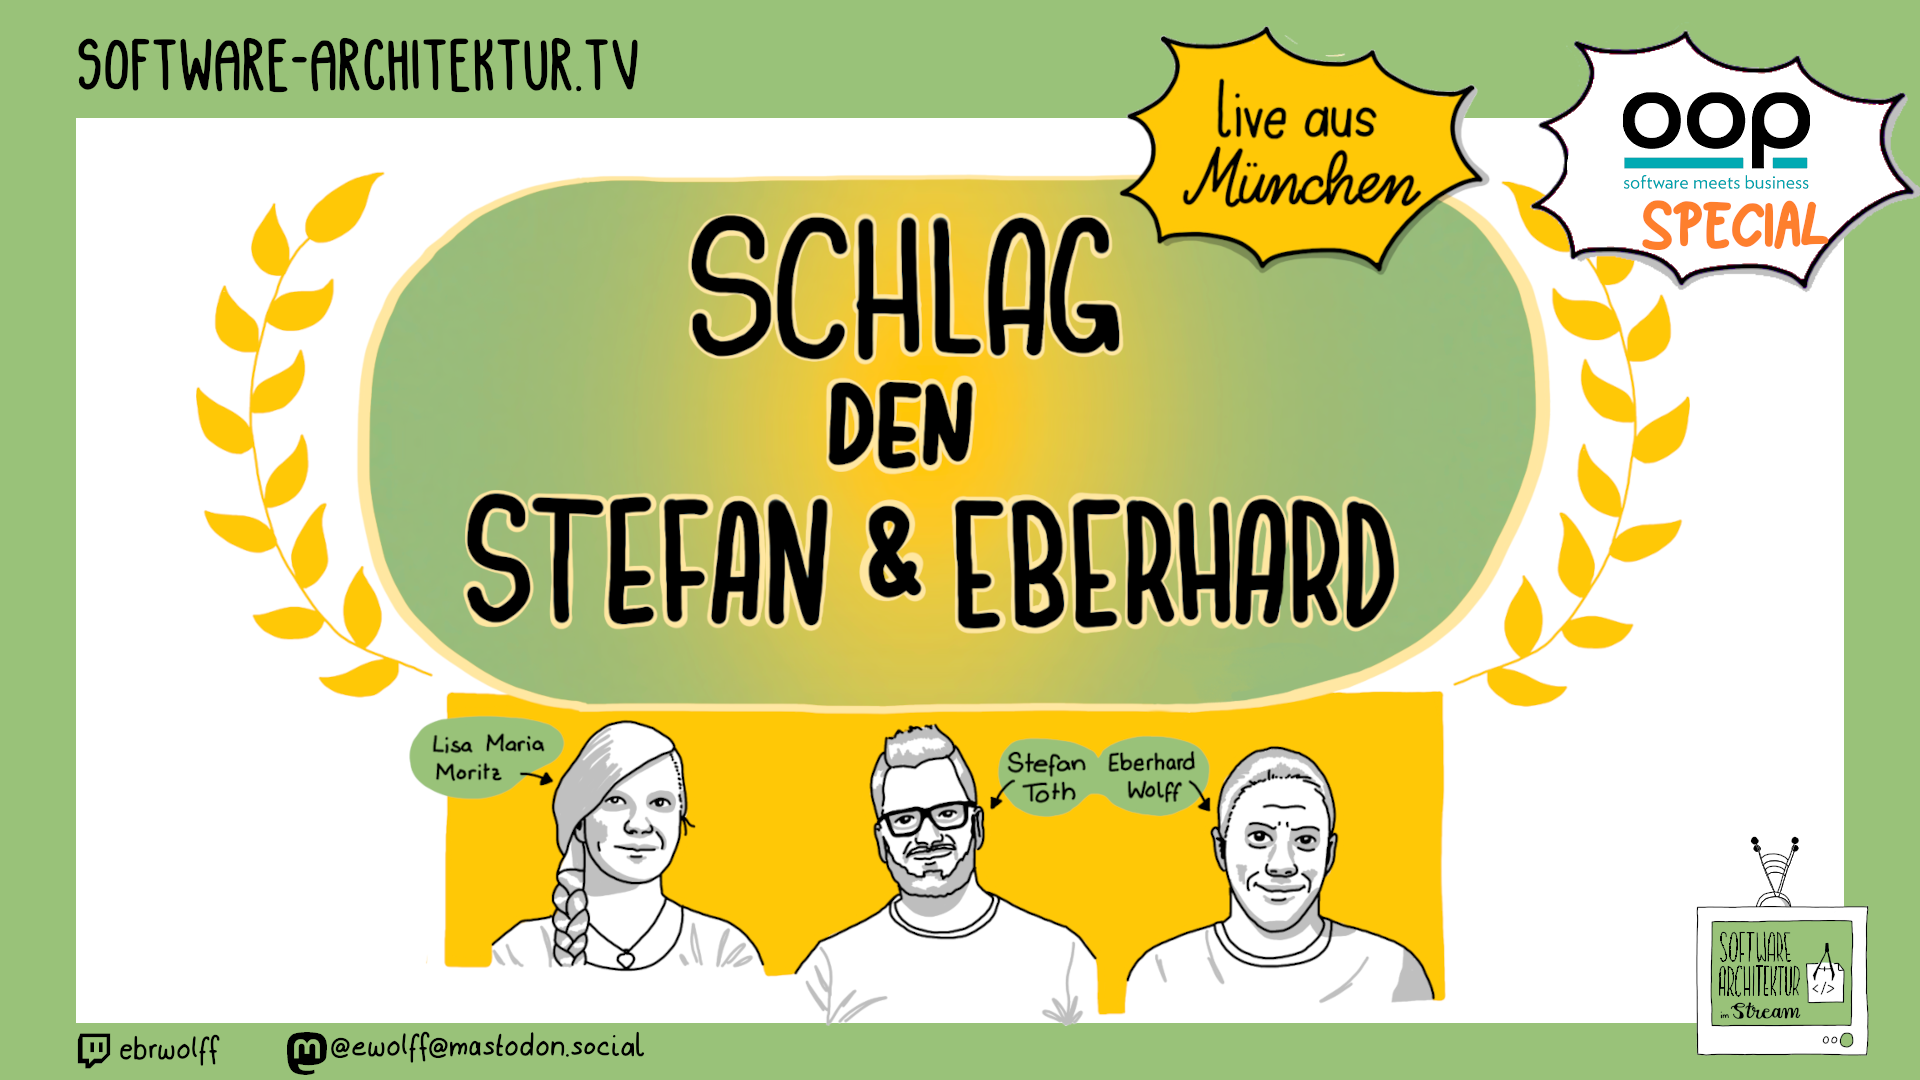 SOFTWARE-ARCHITEKTUR.TV
live aus
München
oop
software meets business
SPECIAL
SCHLAG
DEN
STEFAN & EBERHARD
Lisa Maria
Moritz
Stefan
Toth
Eberhard
Wolff
SOFTWARE
ARCHITEKTUR
</>
im Stream
ebrwolff
@ewolff@mastodon.social